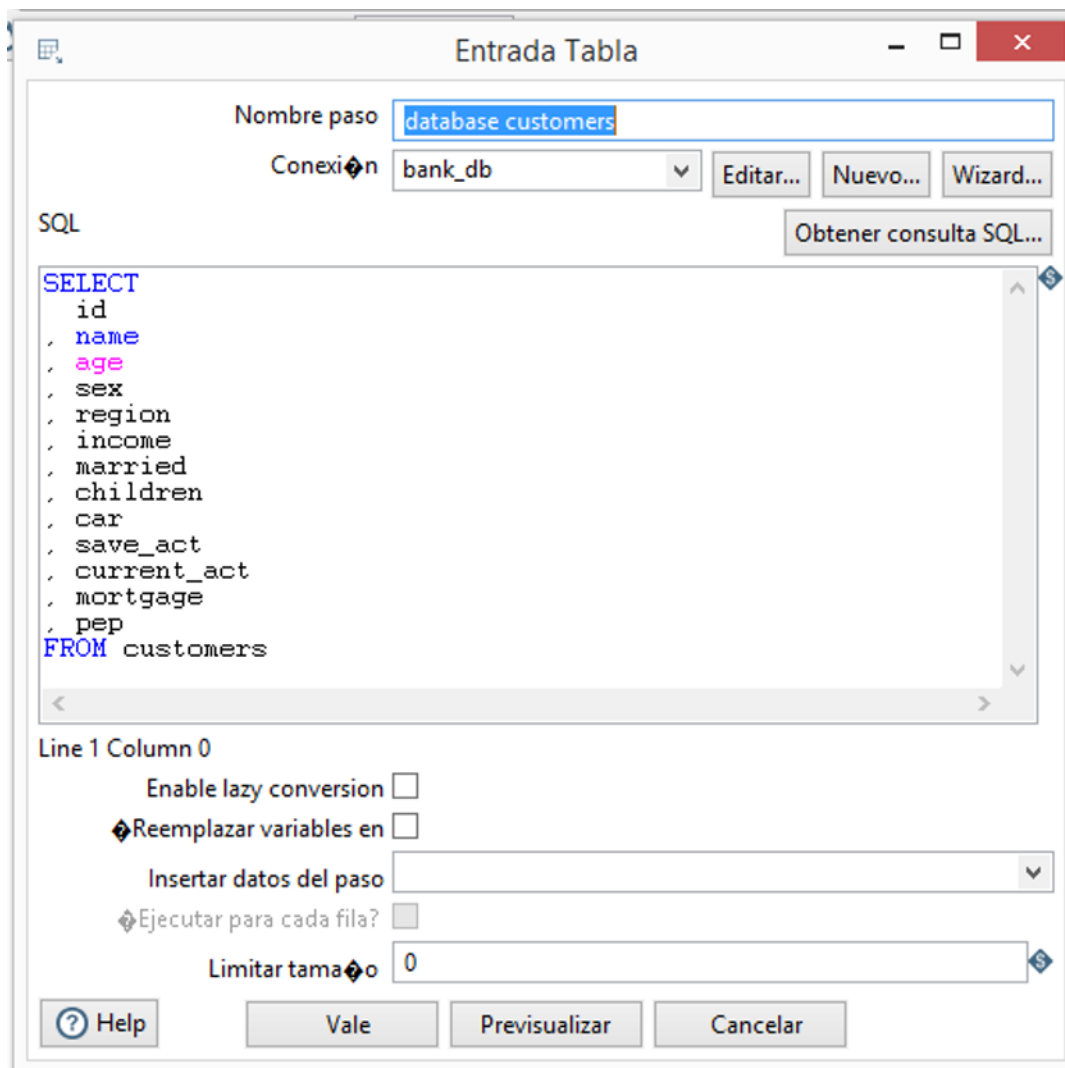 Entrada Tabla
Nombre paso database customers
Conexi�n bank_db Editar... Nuevo... Wizard...
SQL
Obtener consulta SQL...
SELECT
id
, name
, age
, sex
, region
, income
, married
, children
, car
, save_act
, current_act
, mortgage
, pep
FROM customers
Line 1 Column 0
Enable lazy conversion
�Reemplazar variables en
Insertar datos del paso
�Ejecutar para cada fila?
Limitar tama�o 0
Help Vale Previsualizar Cancelar